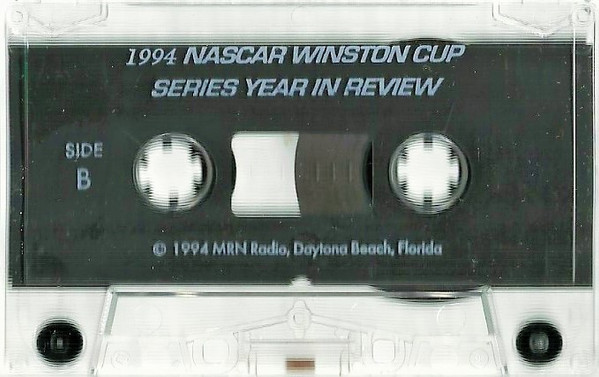 1994 NASCAR WINSTON CUP
SERIES YEAR IN REVIEW
SIDE
B
© 1994 MRN Radio, Daytona Beach, Florida